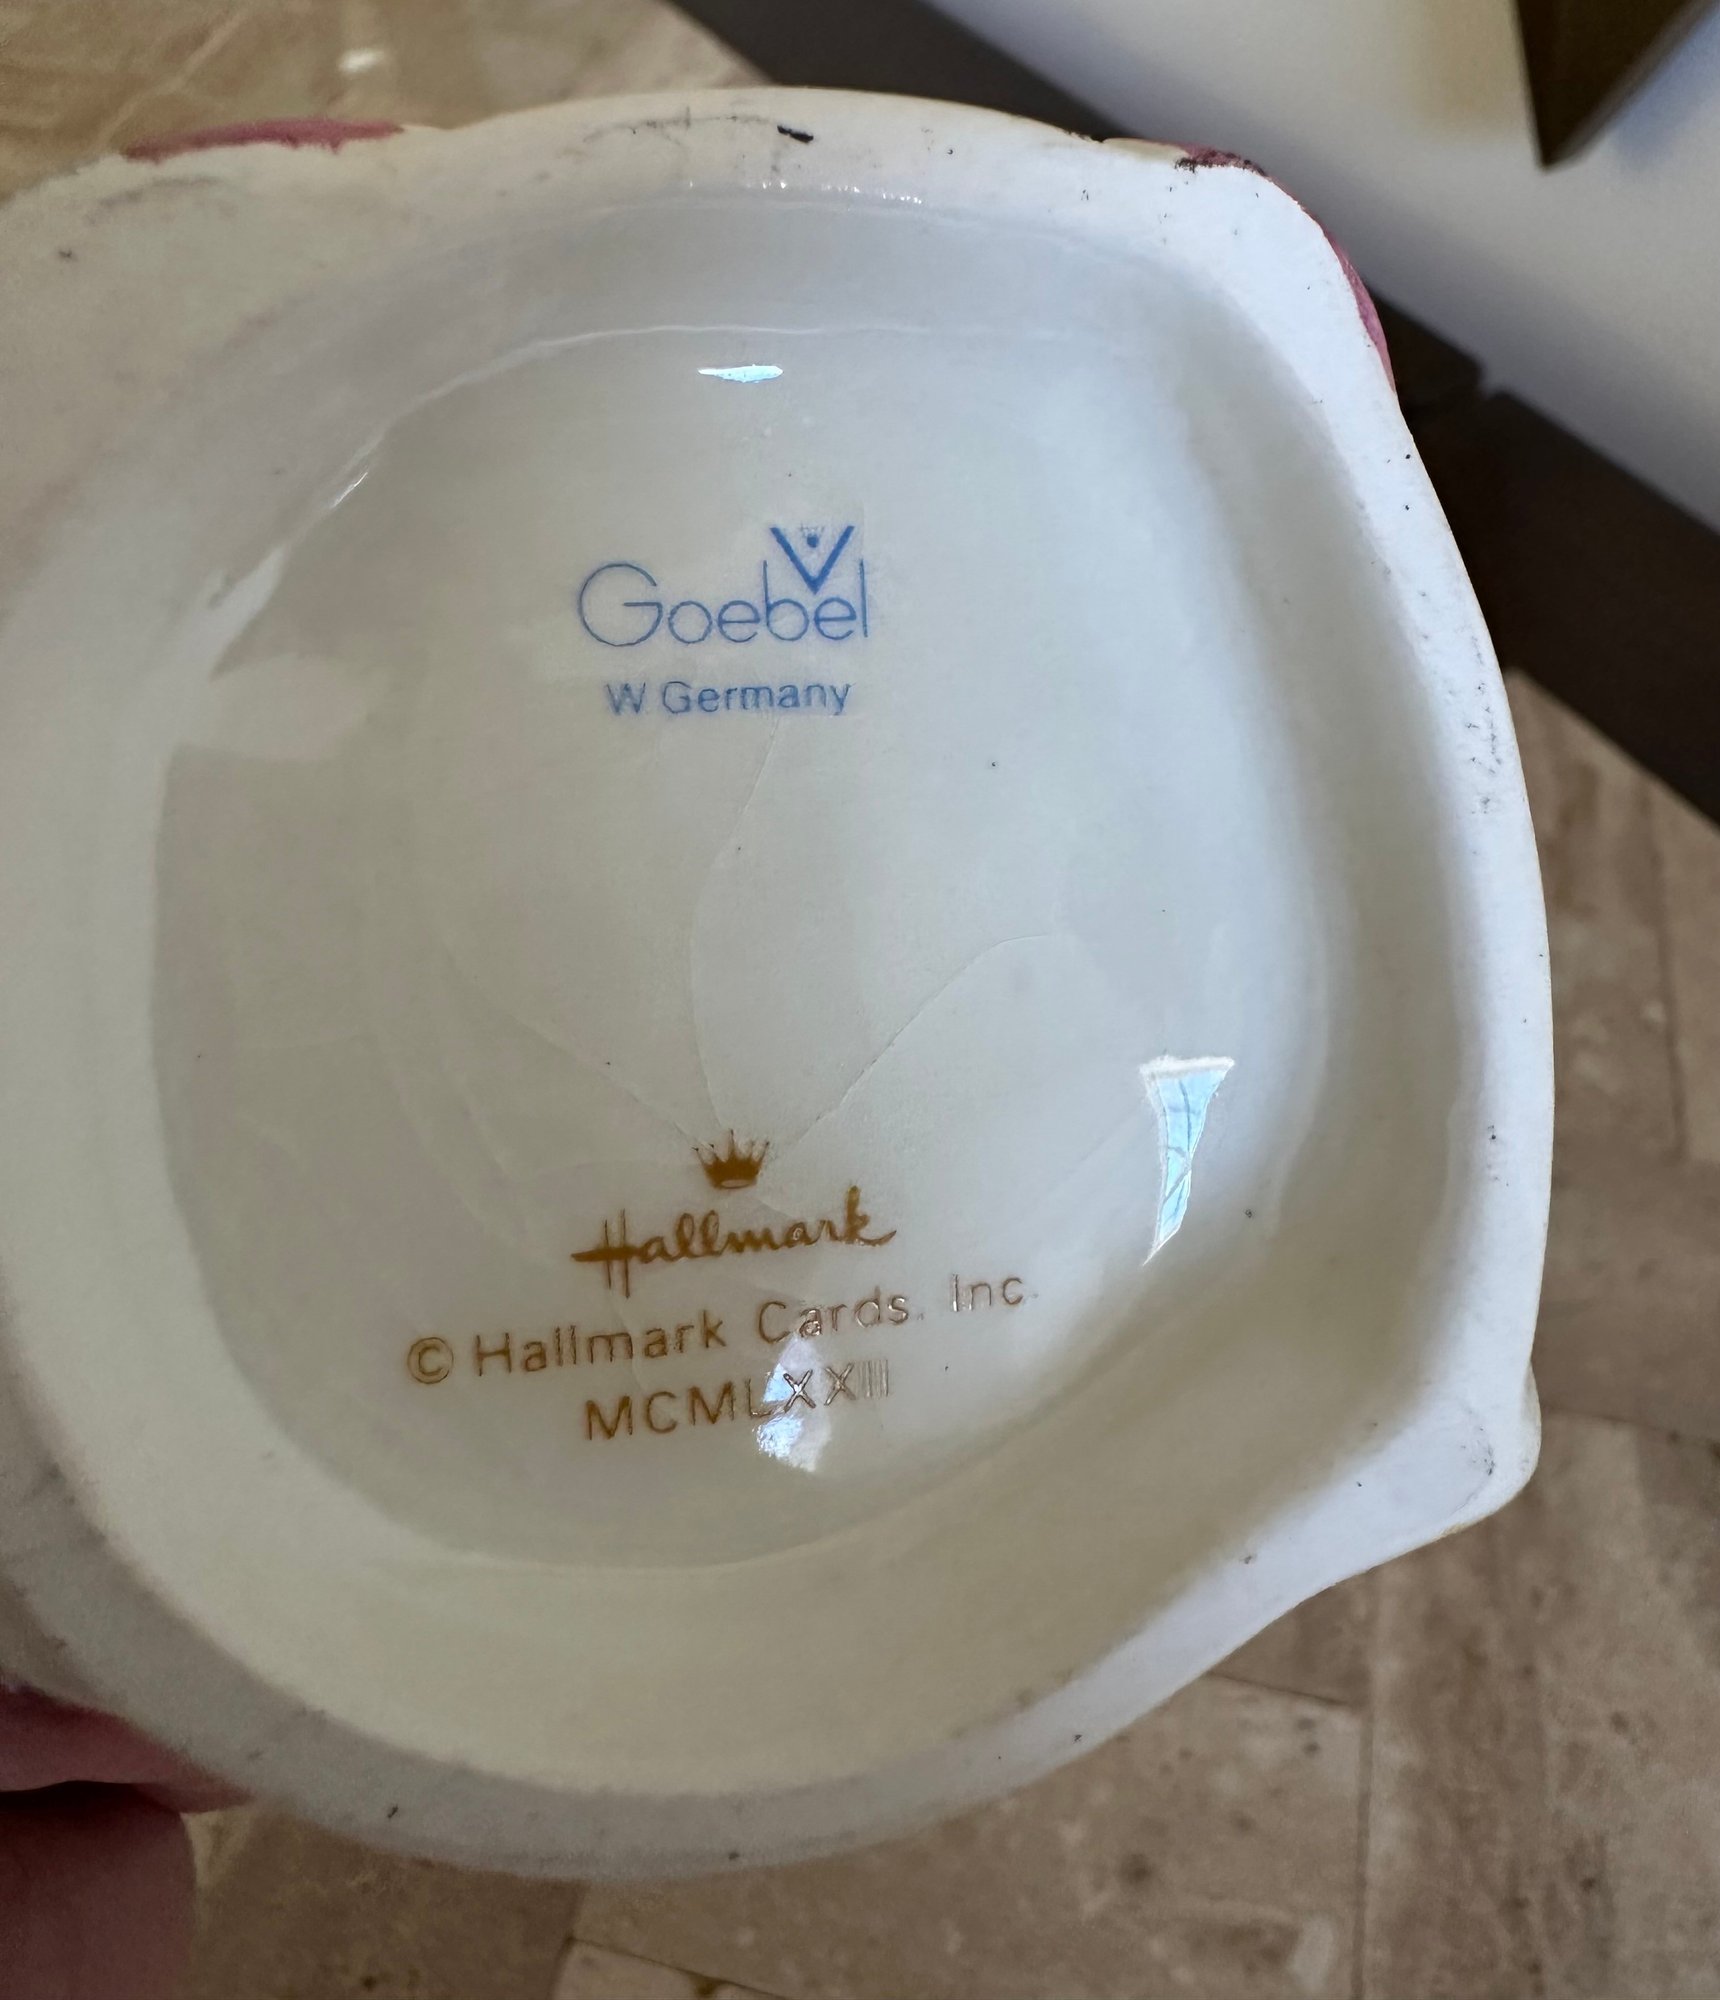 Goebel
W Germany
Hallmark
© Hallmark Cards, Inc.
MCMLXXIII